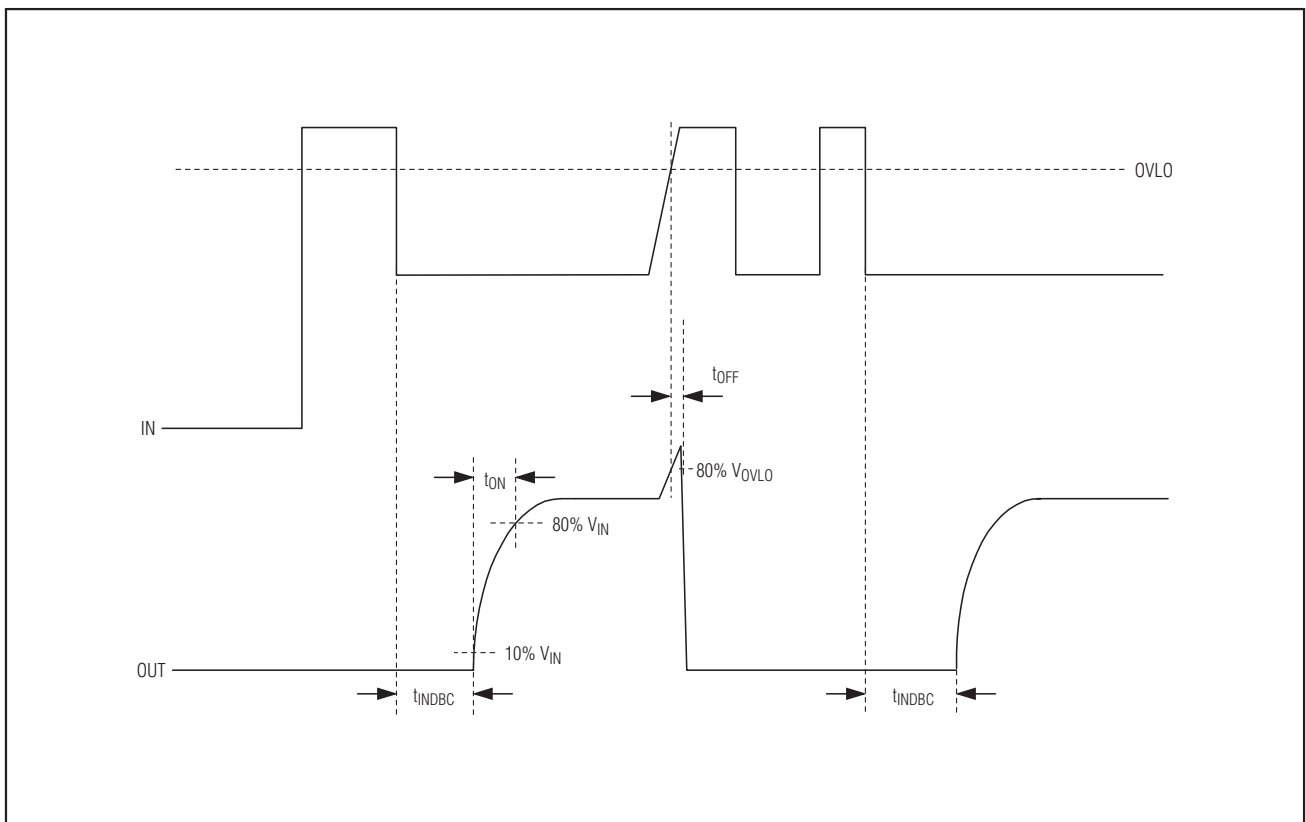 OVLO
tOFF
IN
tON
80% VOVLO
80% VIN
10% VIN
OUT
tINDBC
tINDBC